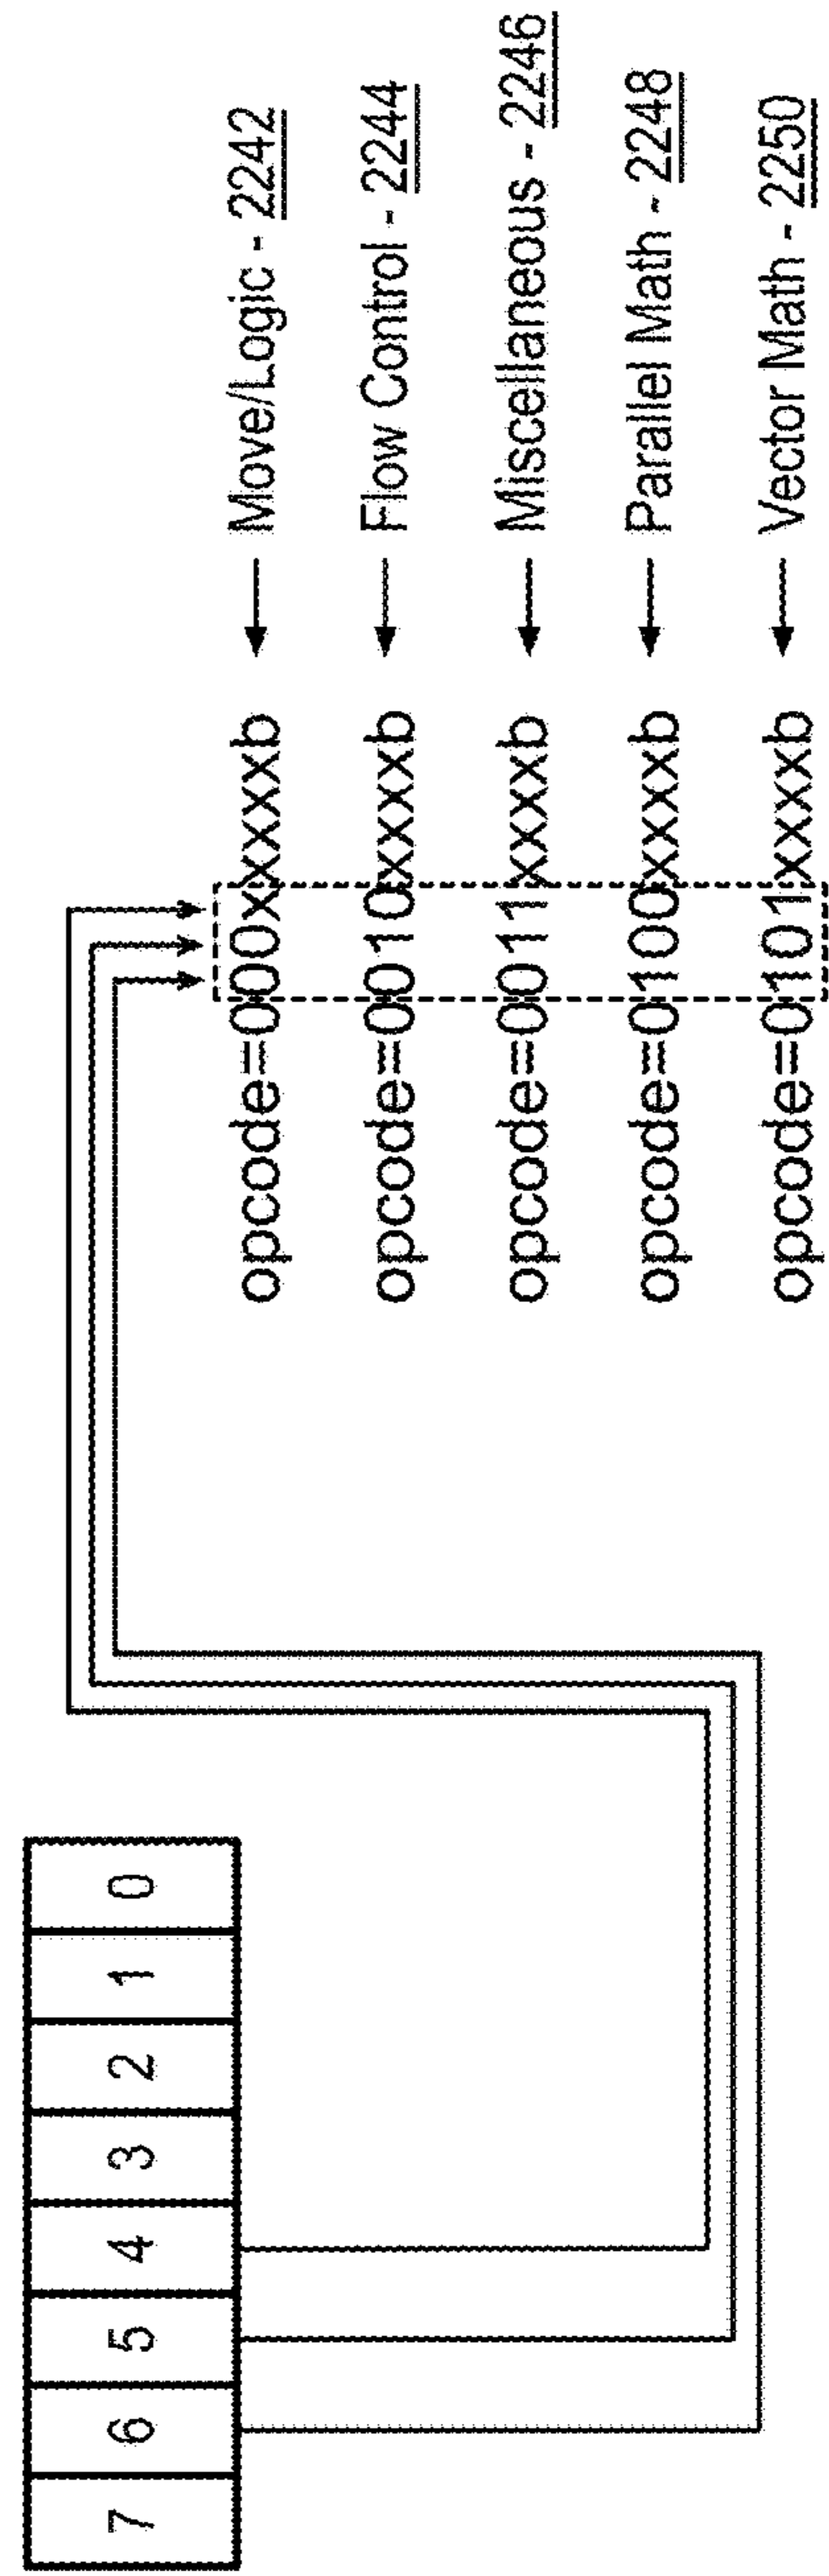 7 6 5 4 3 2 1 0
opcode=000xxxxxb Move/Logic - 2242
opcode=0010xxxxb Flow Control - 2244
opcode=0011xxxxb Miscellaneous - 2246
opcode=0100xxxxb Parallel Math - 2248
opcode=0101xxxxb Vector Math - 2250